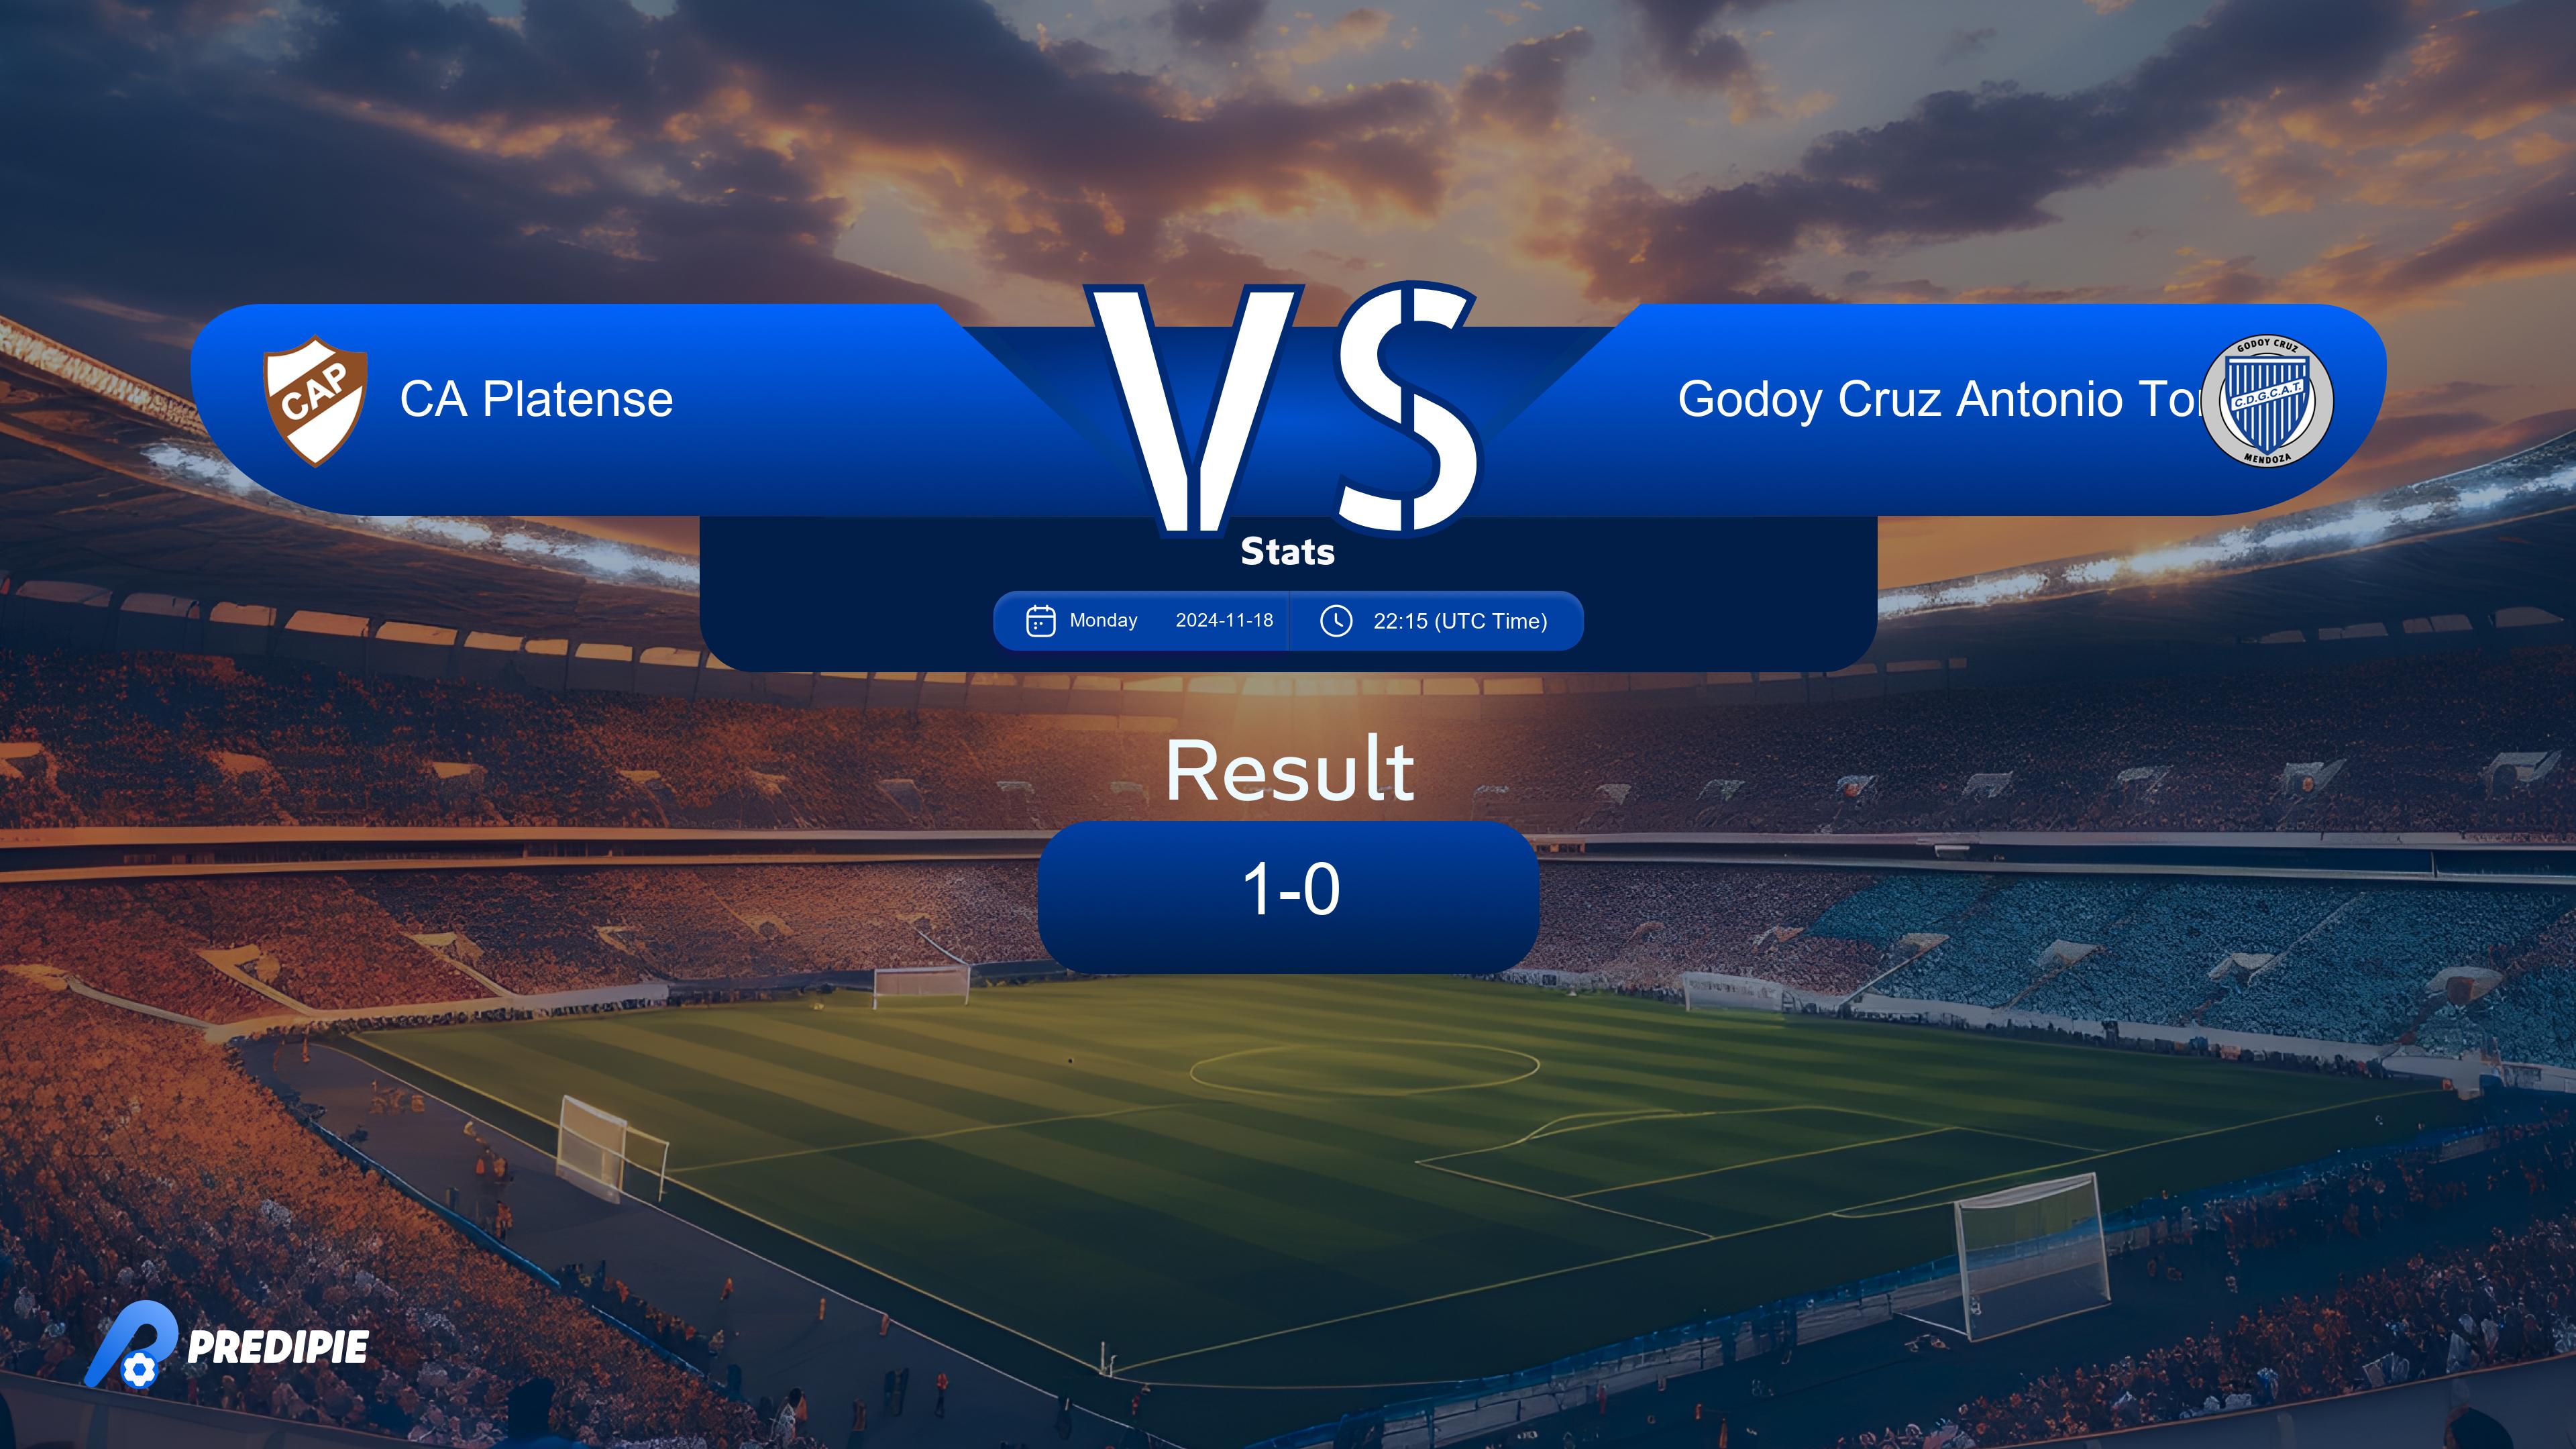 VS
CA Platense
CAP
Godoy Cruz Antonio
GODOY CRUZ
C.D.G.C.A.T.
MENDOZA
Stats
Monday 2024-11-18 22:15 (UTC Time)
Result
1-0
PREDIPIE